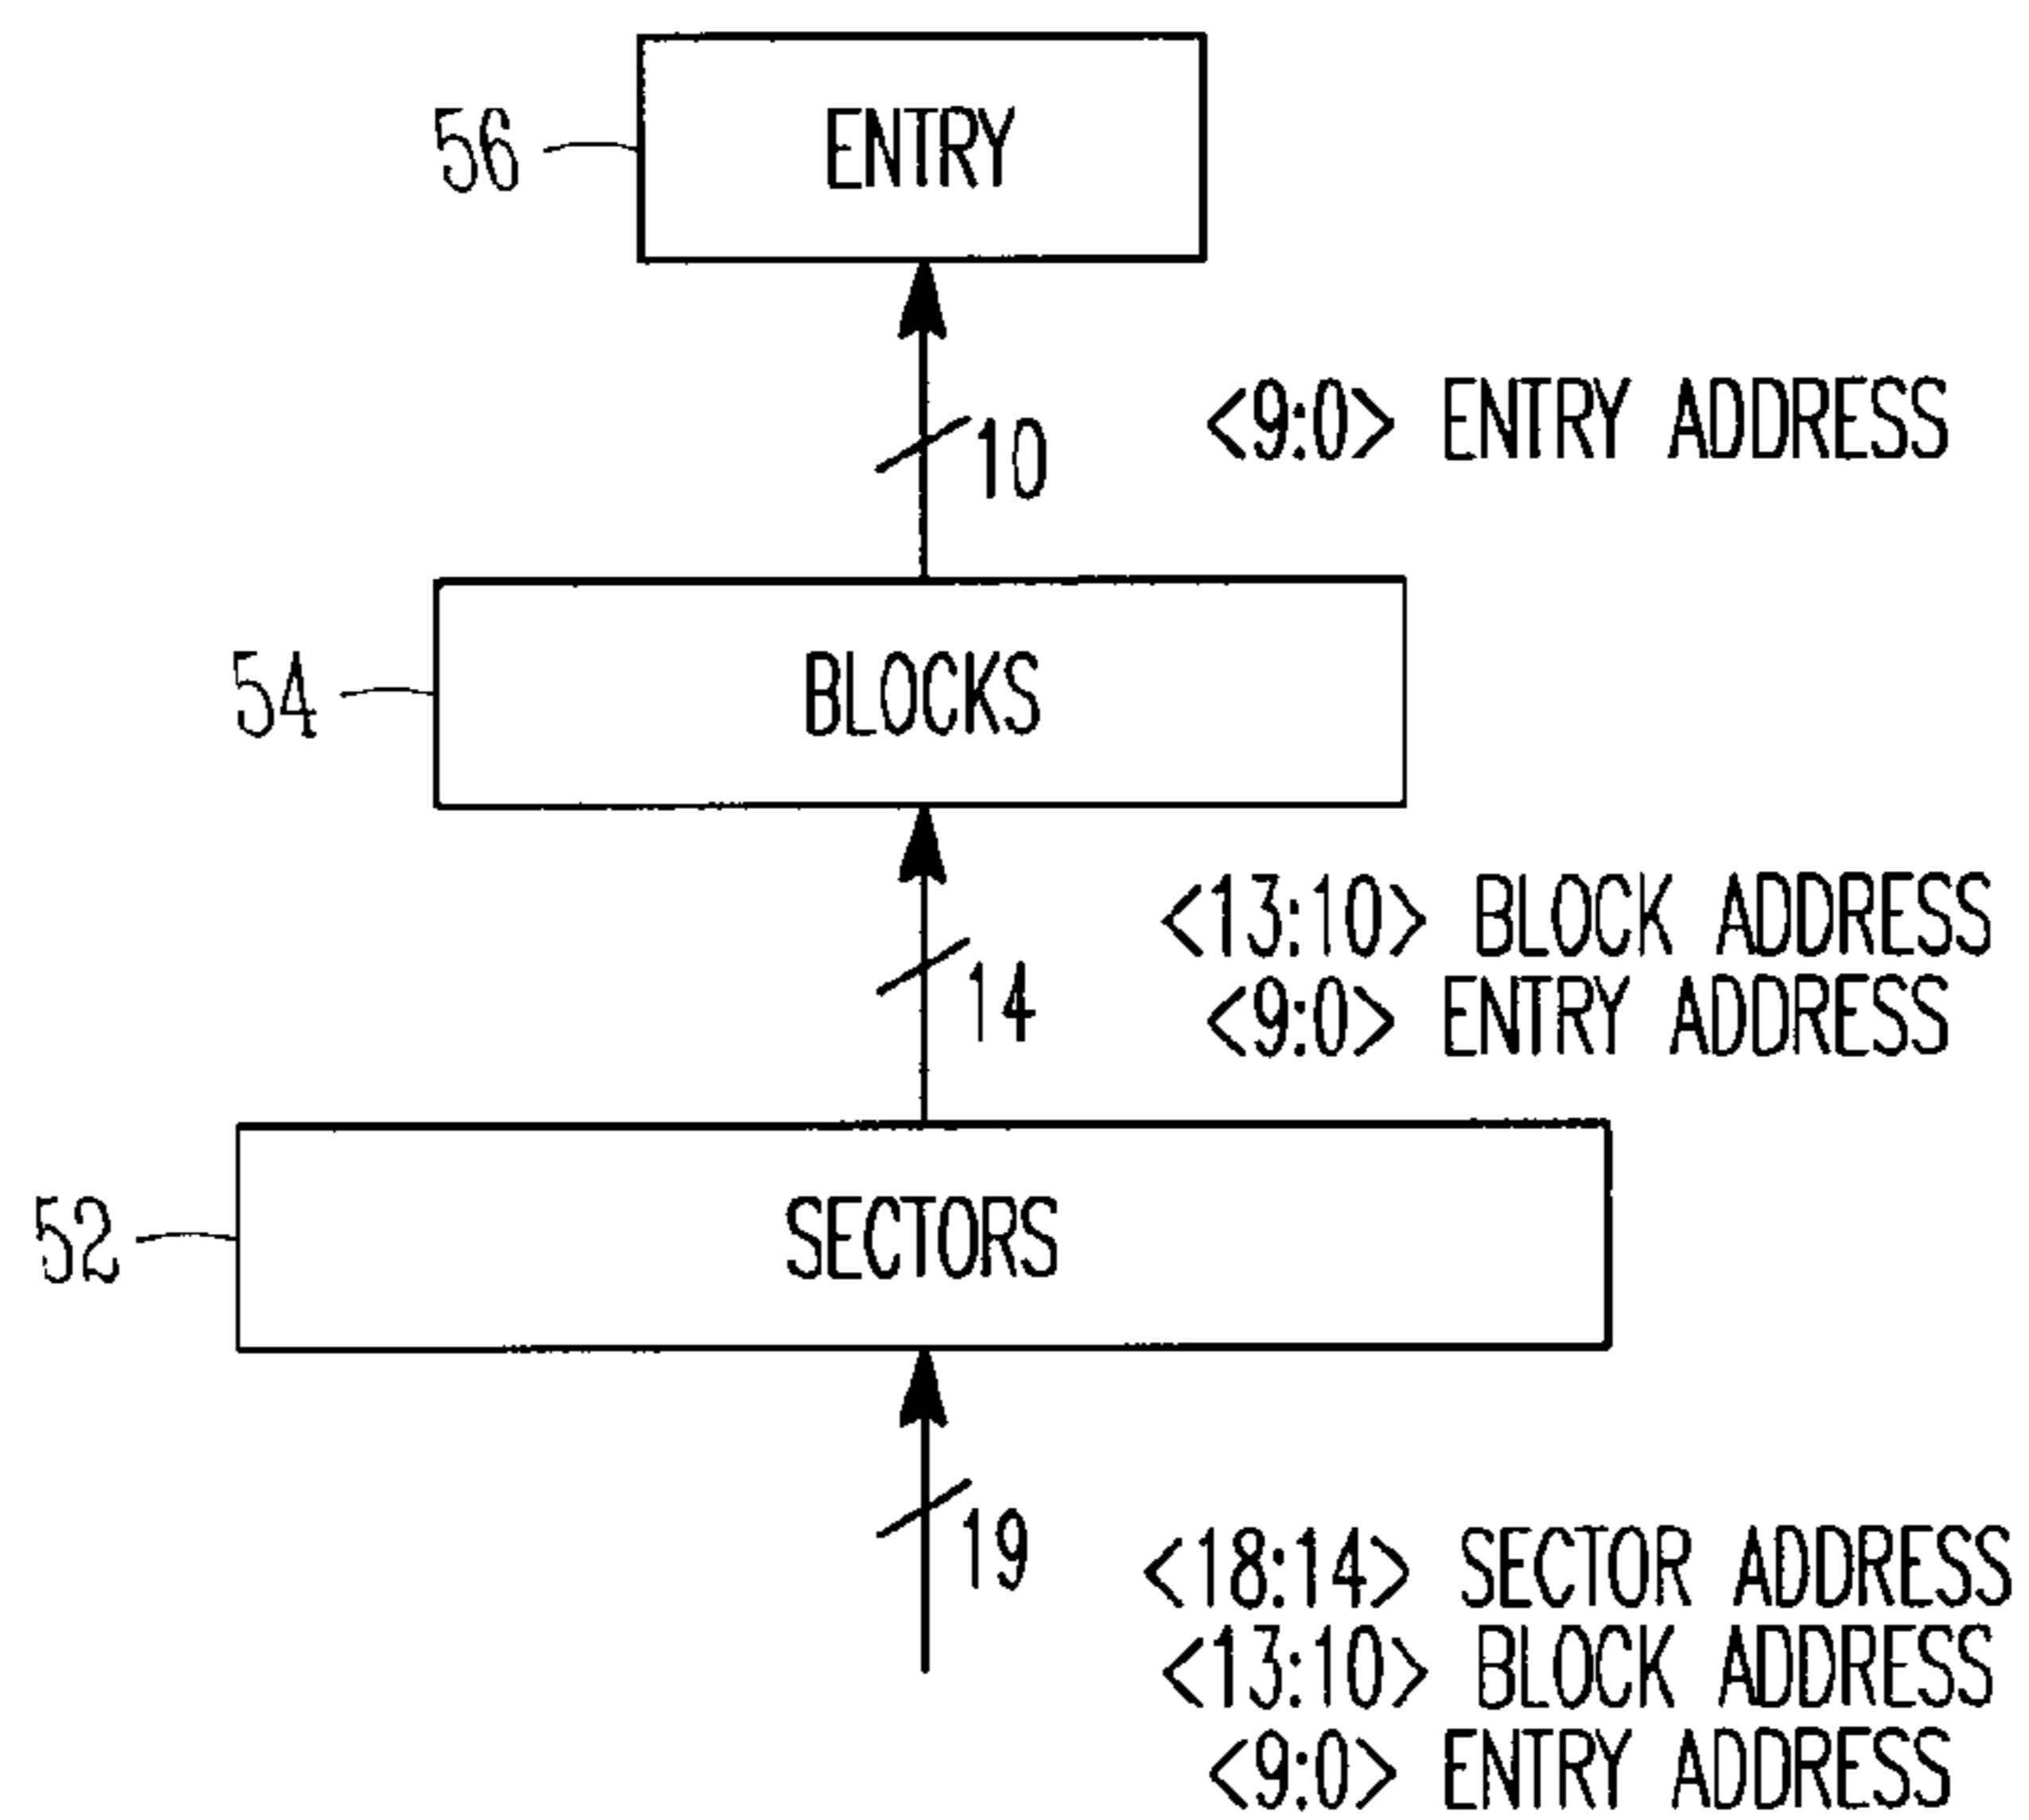 56
ENTRY
10
<9:0> ENTRY ADDRESS
54
BLOCKS
<13:10> BLOCK ADDRESS
14
<9:0> ENTRY ADDRESS
52
SECTORS
19
<18:14> SECTOR ADDRESS
<13:10> BLOCK ADDRESS
<9:0> ENTRY ADDRESS